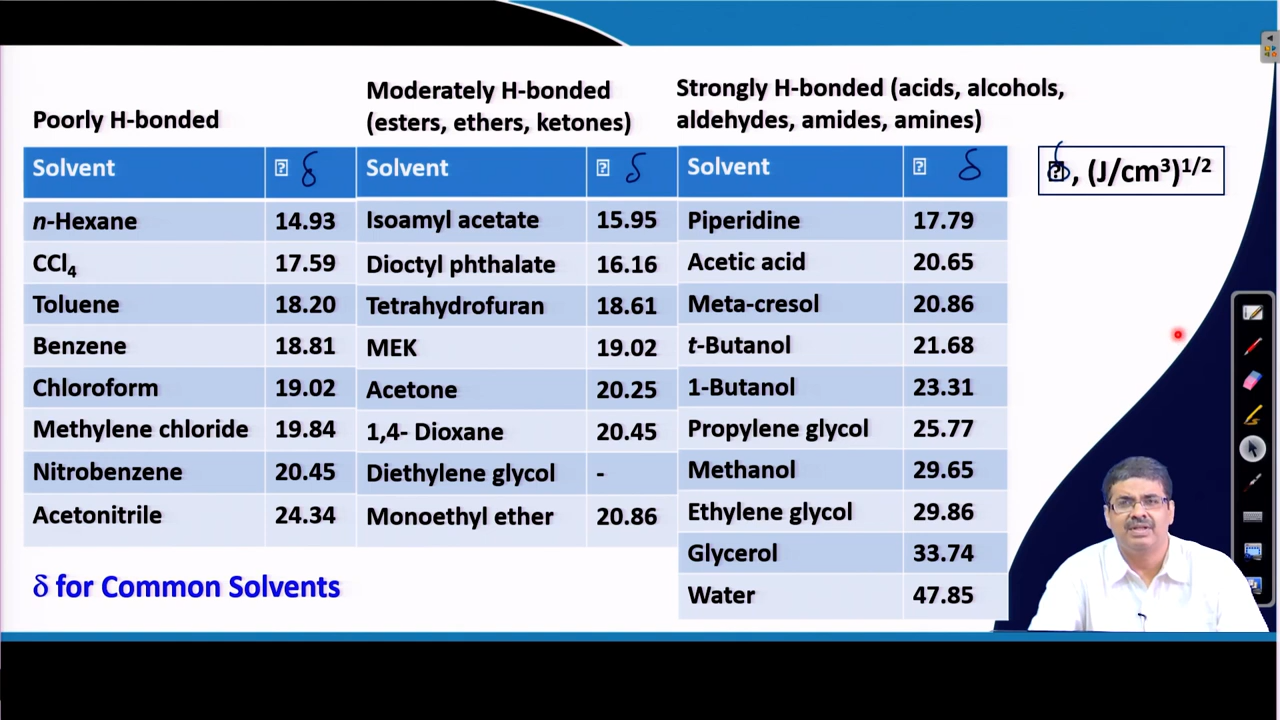 Poorly H-bonded
Solvent δ
n-Hexane 14.93
CCl4 17.59
Toluene 18.20
Benzene 18.81
Chloroform 19.02
Methylene chloride 19.84
Nitrobenzene 20.45
Acetonitrile 24.34
Moderately H-bonded
(esters, ethers, ketones)
Solvent δ
Isoamyl acetate 15.95
Dioctyl phthalate 16.16
Tetrahydrofuran 18.61
MEK 19.02
Acetone 20.25
1,4- Dioxane 20.45
Diethylene glycol -
Monoethyl ether 20.86
Strongly H-bonded (acids, alcohols,
aldehydes, amides, amines)
Solvent δ
Piperidine 17.79
Acetic acid 20.65
Meta-cresol 20.86
t-Butanol 21.68
1-Butanol 23.31
Propylene glycol 25.77
Methanol 29.65
Ethylene glycol 29.86
Glycerol 33.74
Water 47.85
δ, (J/cm³)¹/²
δ for Common Solvents